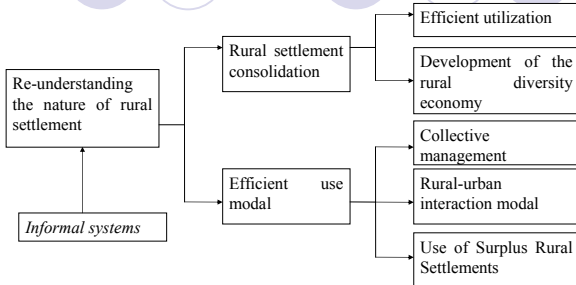 Re-understanding
the nature of rural
settlement
Informal systems
Rural settlement
consolidation
Efficient use
modal
Efficient utilization
Development of the
rural diversity
economy
Collective
management
Rural-urban
interaction modal
Use of Surplus Rural
Settlements